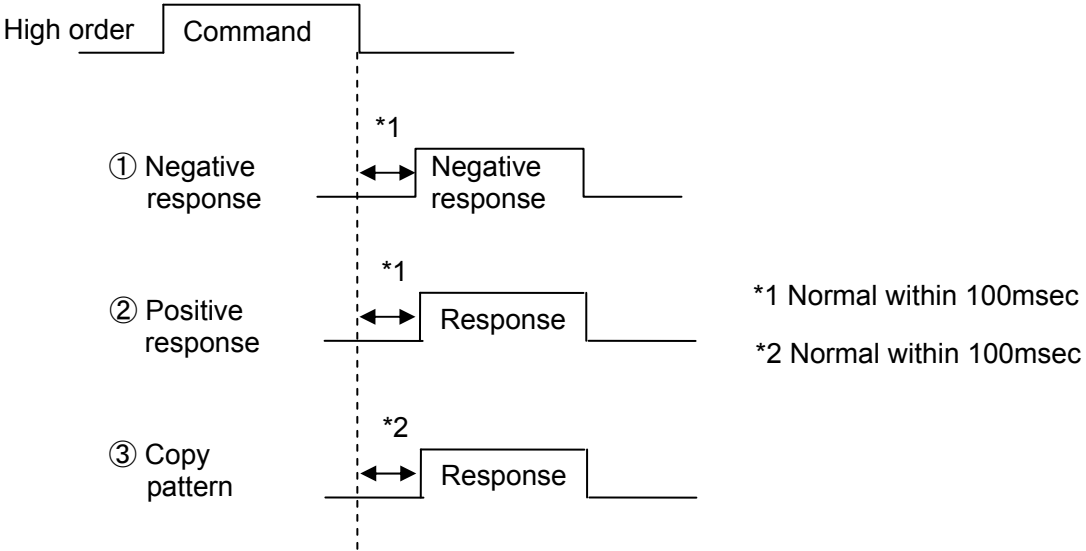 High order Command
*1
① Negative Negative
response response
*1
② Positive Response
response
*1 Normal within 100msec
*2 Normal within 100msec
*2
③ Copy Response
pattern